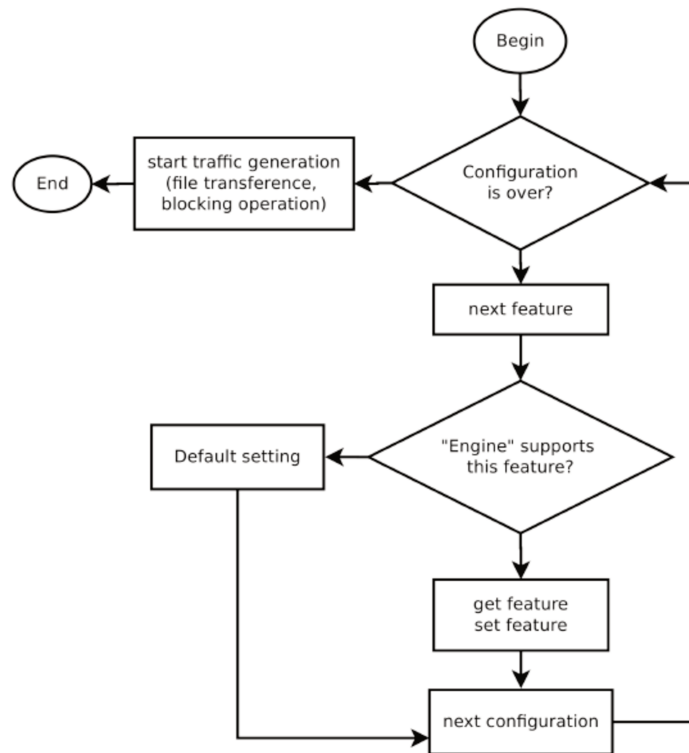 Begin
Configuration
is over?
start traffic generation
(file transference,
blocking operation)
End
next feature
"Engine" supports
this feature?
Default setting
get feature
set feature
next configuration